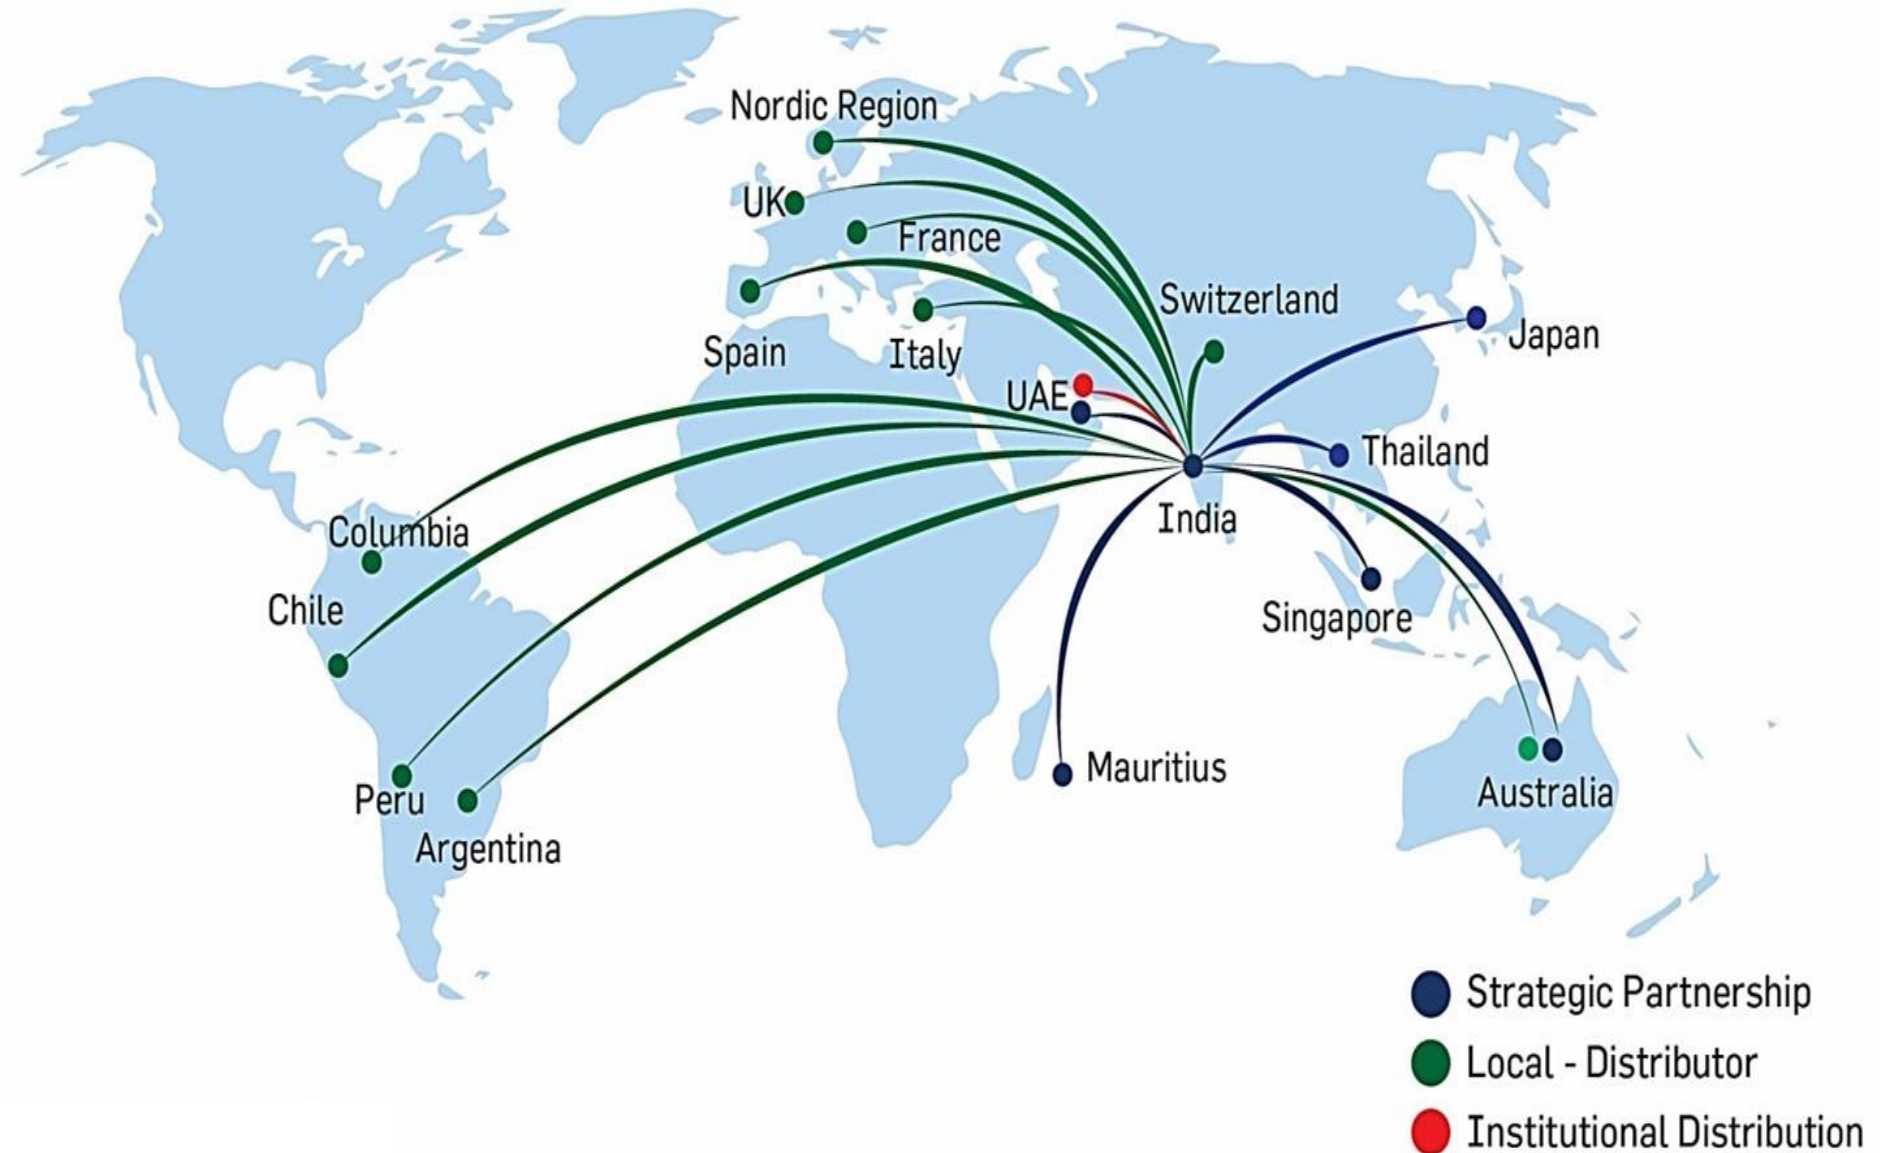 Nordic Region
UK
France
Switzerland
Spain
Italy
Japan
UAE
Thailand
India
Columbia
Chile
Singapore
Mauritius
Peru
Australia
Argentina
Strategic Partnership
Local - Distributor
Institutional Distribution